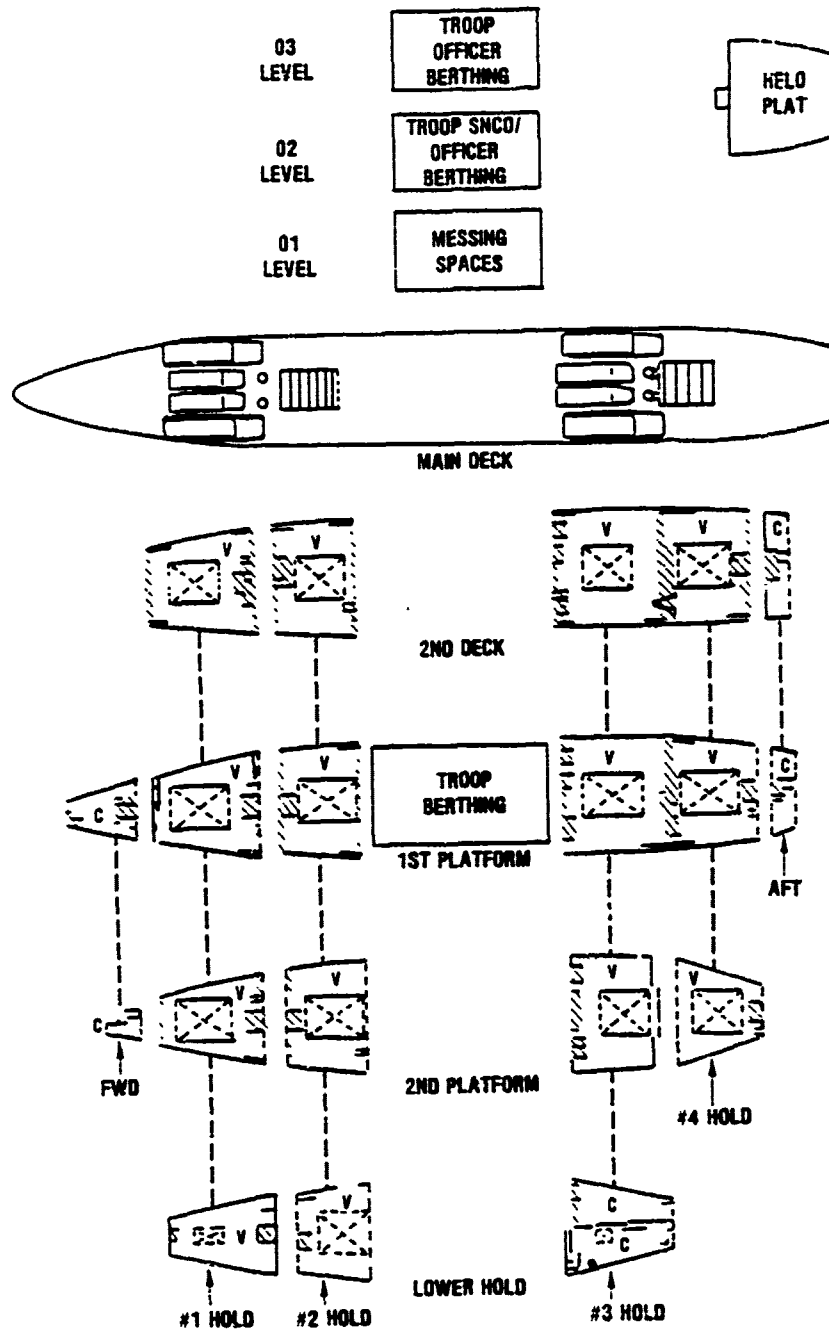 03
LEVEL
TROOP
OFFICER
BERTHING
HELO
PLAT
02
LEVEL
TROOP SNCO/
OFFICER
BERTHING
01
LEVEL
MESSING
SPACES
MAIN DECK
V
V
V
V
C
2ND DECK
C
V
V
TROOP
BERTHING
V
V
C
1ST PLATFORM
AFT
C
V
V
V
V
FWD
2ND PLATFORM
#4 HOLD
V
V
C
C
LOWER HOLD
#1 HOLD
#2 HOLD
#3 HOLD